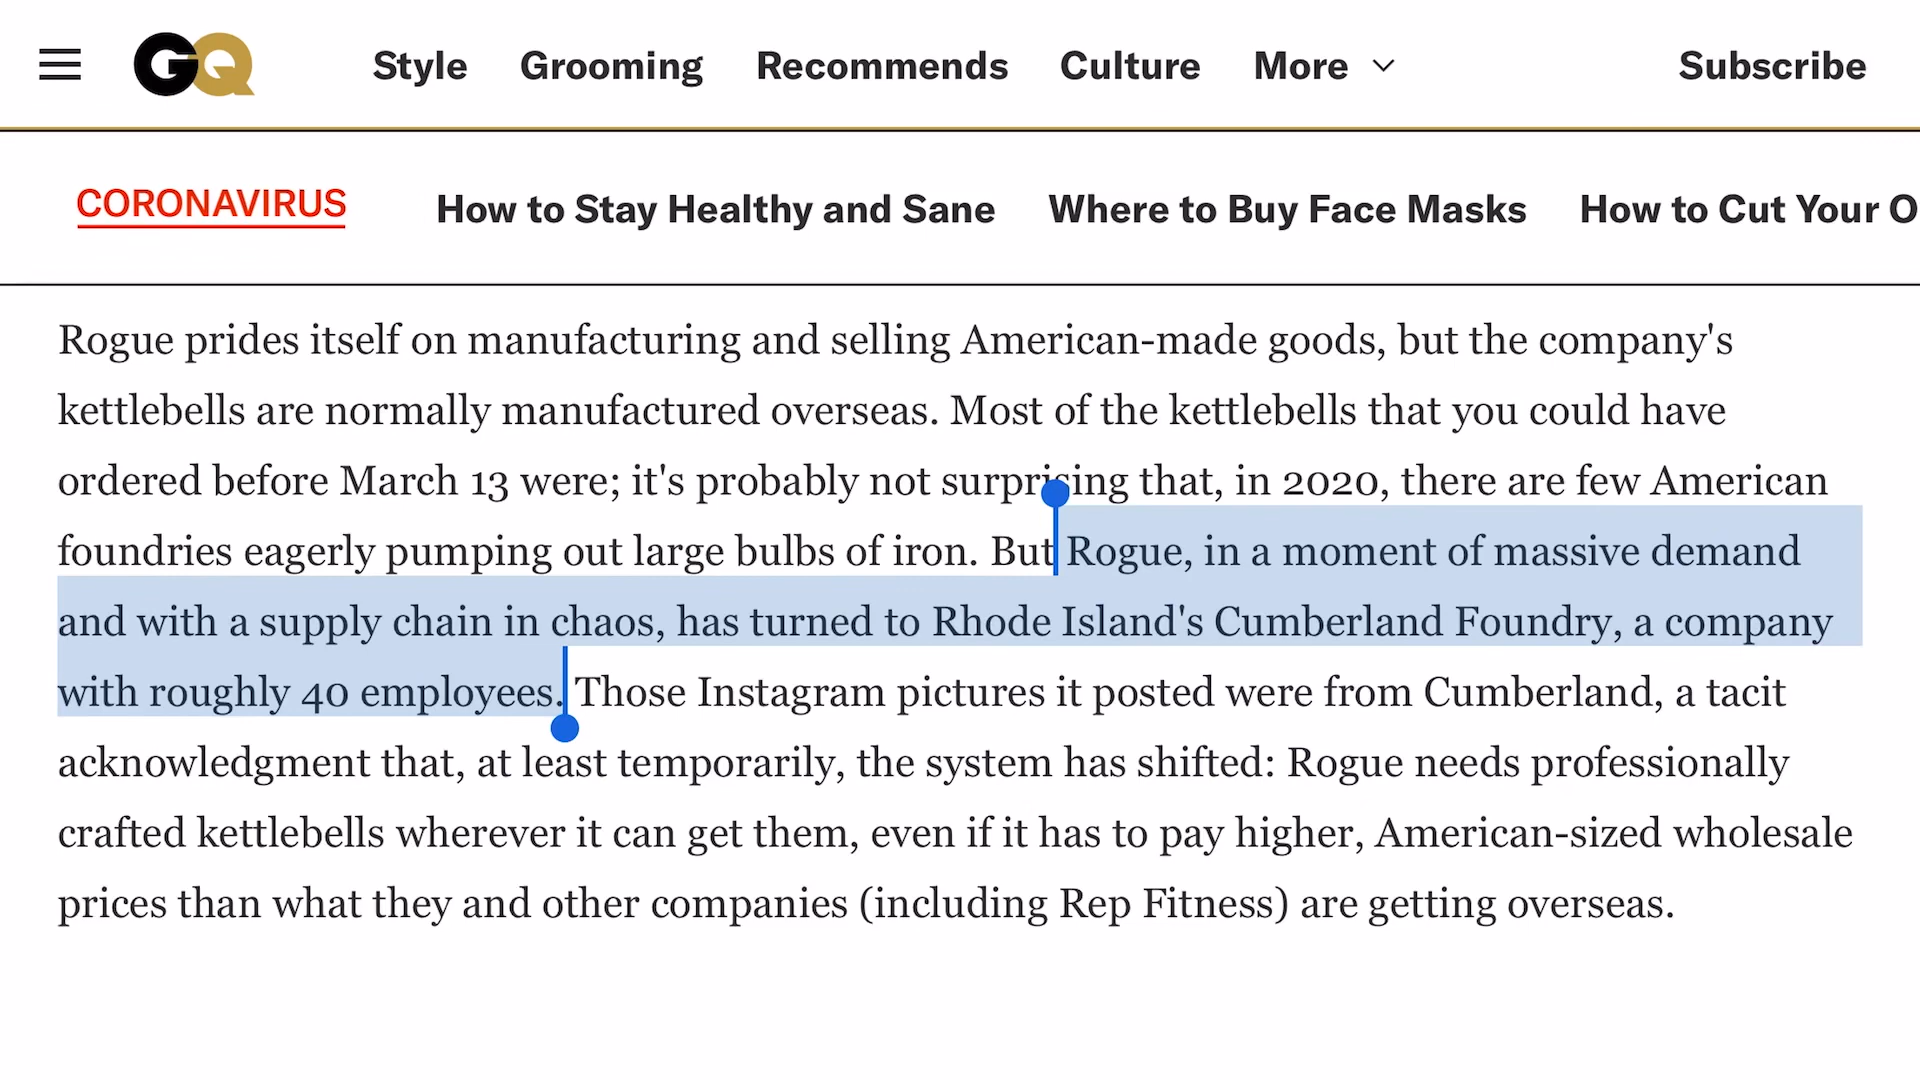 GQ Style Grooming Recommends Culture More Subscribe
CORONAVIRUS How to Stay Healthy and Sane Where to Buy Face Masks How to Cut Your O
Rogue prides itself on manufacturing and selling American-made goods, but the company's
kettlebells are normally manufactured overseas. Most of the kettlebells that you could have
ordered before March 13 were; it's probably not surprising that, in 2020, there are few American
foundries eagerly pumping out large bulbs of iron. But Rogue, in a moment of massive demand
and with a supply chain in chaos, has turned to Rhode Island's Cumberland Foundry, a company
with roughly 40 employees. Those Instagram pictures it posted were from Cumberland, a tacit
acknowledgment that, at least temporarily, the system has shifted: Rogue needs professionally
crafted kettlebells wherever it can get them, even if it has to pay higher, American-sized wholesale
prices than what they and other companies (including Rep Fitness) are getting overseas.